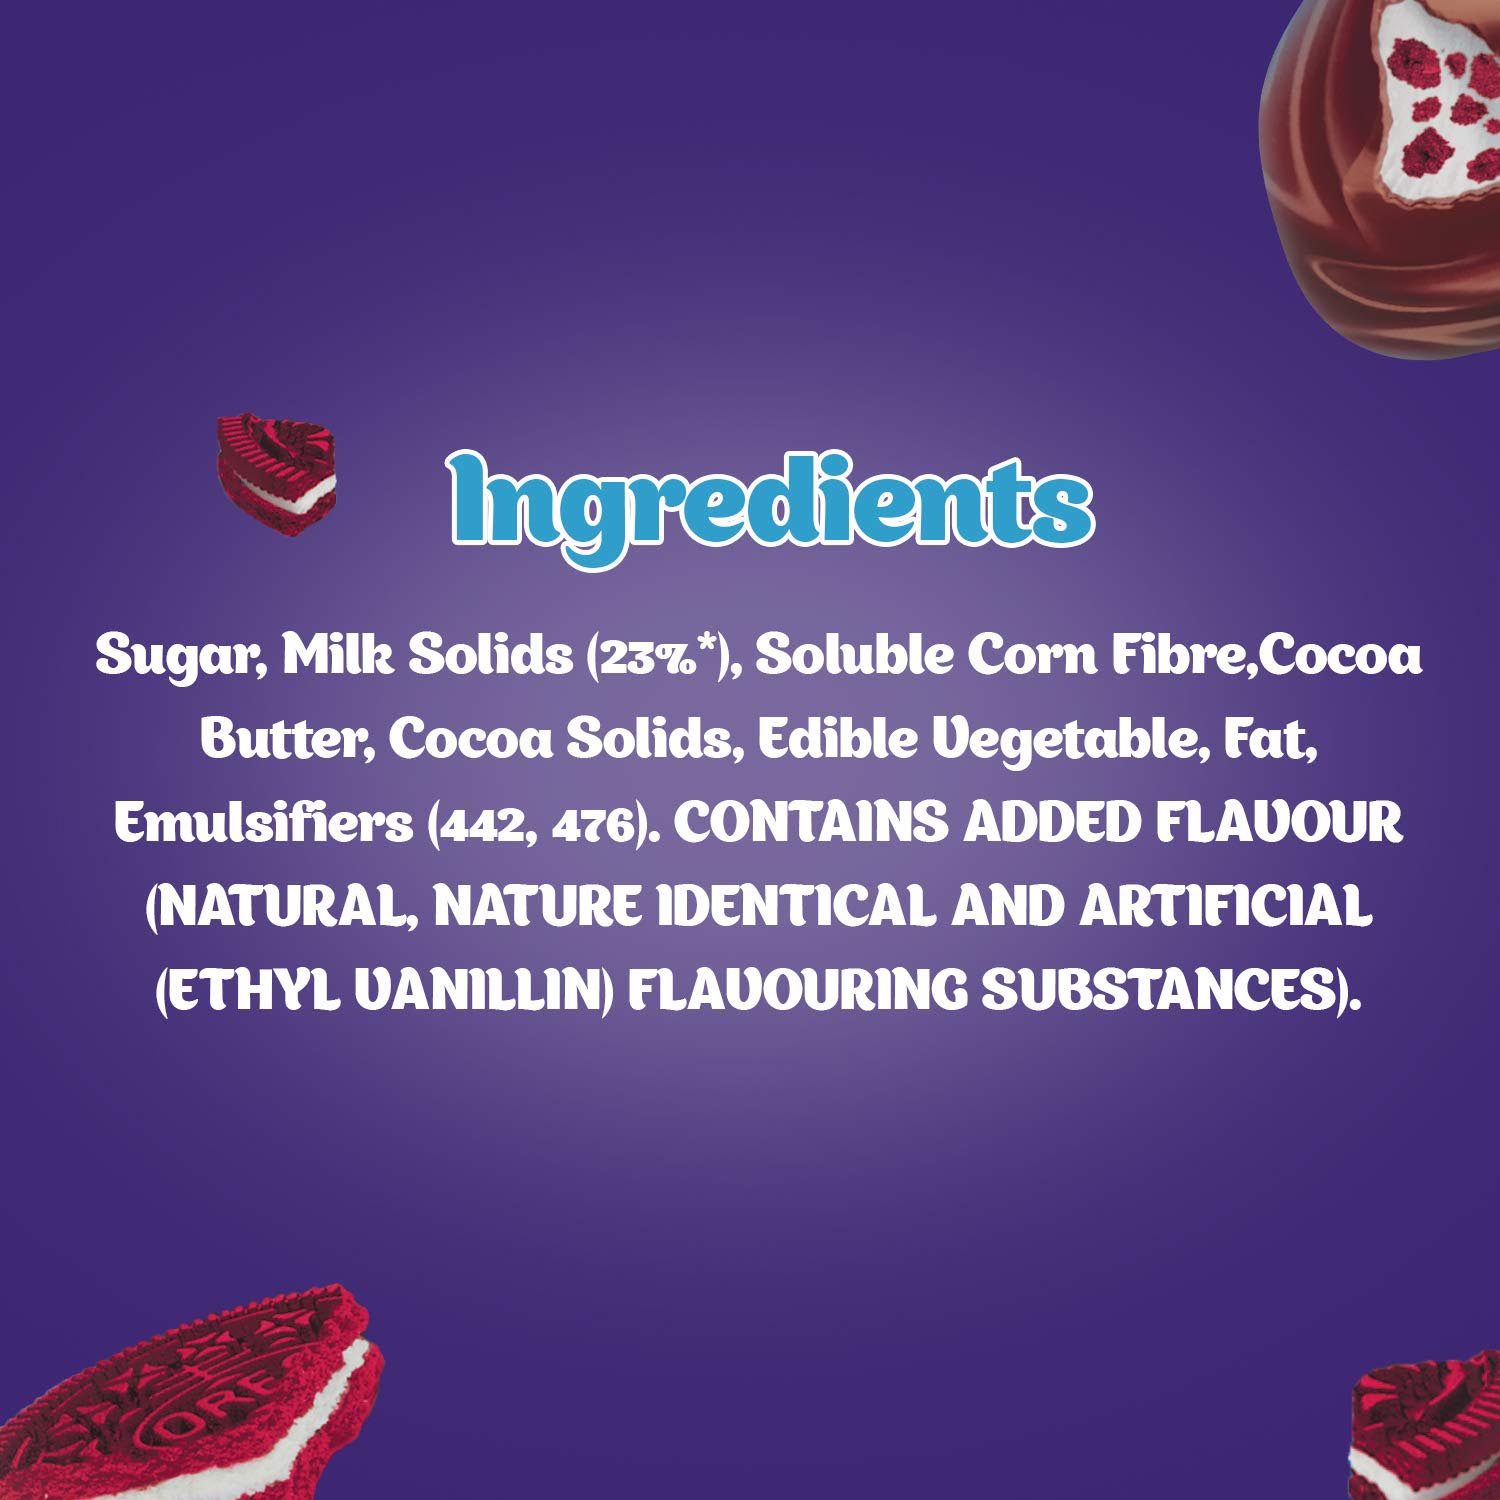 Ingredients
Sugar, Milk Solids (23%*), Soluble Corn Fibre,Cocoa
Butter, Cocoa Solids, Edible Vegetable, Fat,
Emulsifiers (442, 476). CONTAINS ADDED FLAVOUR
(NATURAL, NATURE IDENTICAL AND ARTIFICIAL
(ETHYL VANILLIN) FLAVOURING SUBSTANCES).
ORE